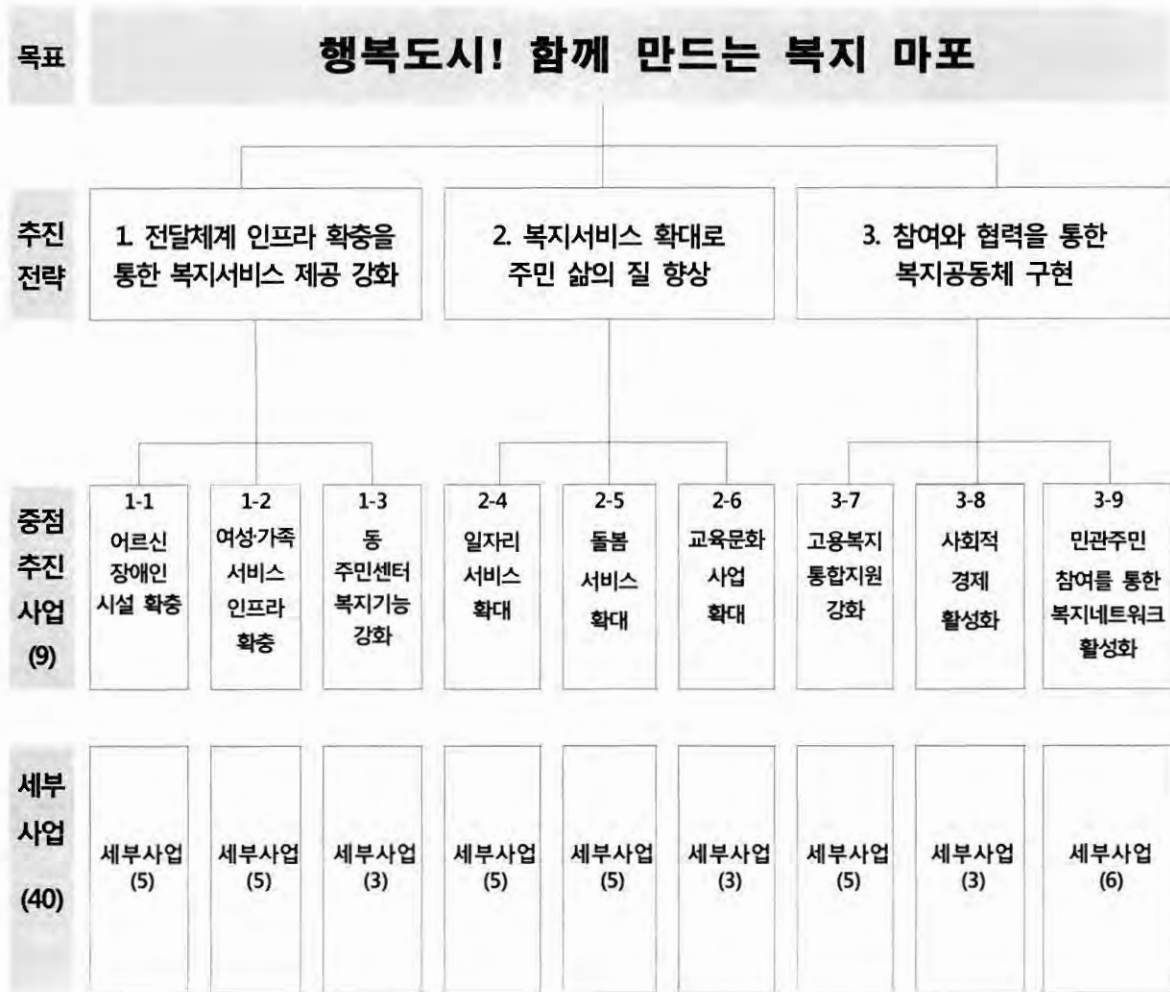 목표
행복도시! 함께 만드는 복지 마포
추진
전략
1. 전달체계 인프라 확충을
통한 복지서비스 제공 강화
2. 복지서비스 확대로
주민 삶의 질 향상
3. 참여와 협력을 통한
복지공동체 구현
중점
추진
사업
(9)
1-1
어르신
장애인
시설 확충
1-2
여성·가족
서비스
인프라
확충
1-3
동
주민센터
복지기능
강화
2-4
일자리
서비스
확대
2-5
돌봄
서비스
확대
2-6
교육문화
사업
확대
3-7
고용복지
통합지원
강화
3-8
사회적
경제
활성화
3-9
민관주민
참여를 통한
복지네트워크
활성화
세부
사업
(40)
세부사업
(5)
세부사업
(5)
세부사업
(3)
세부사업
(5)
세부사업
(5)
세부사업
(3)
세부사업
(5)
세부사업
(3)
세부사업
(6)